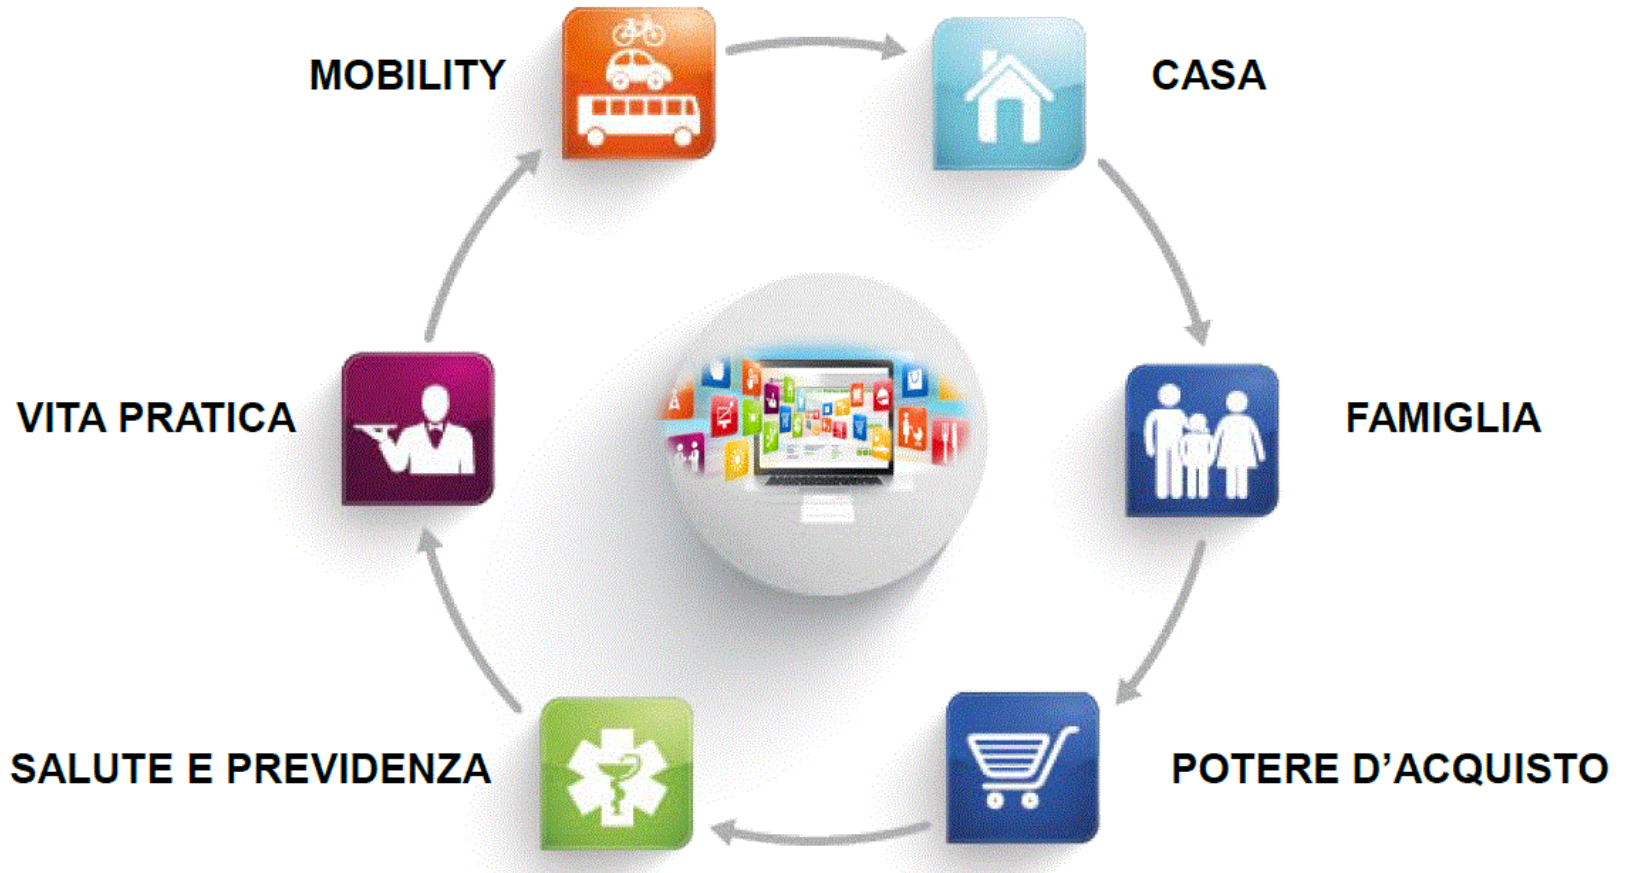 MOBILITY
CASA
VITA PRATICA
FAMIGLIA
SALUTE E PREVIDENZA
POTERE D’ACQUISTO